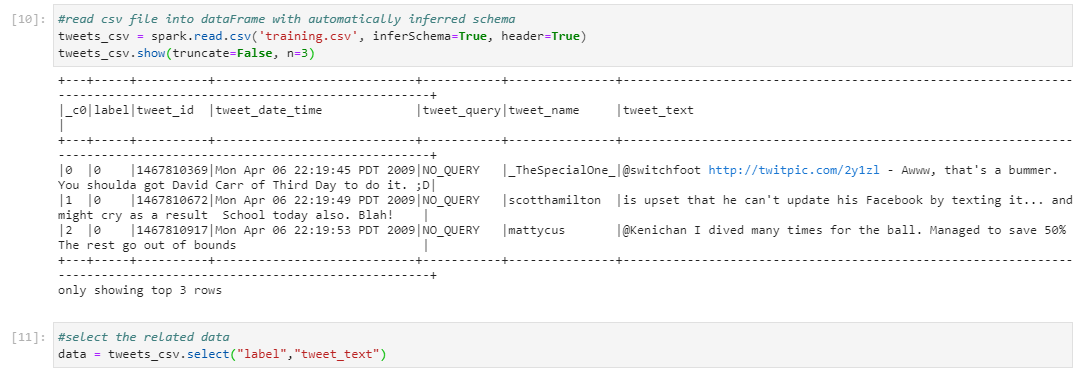 [10]: #read csv file into dataFrame with automatically inferred schema
tweets_csv = spark.read.csv('training.csv', inferSchema=True, header=True)
tweets_csv.show(truncate=False, n=3)
+---+-----+----------+----------------------------+-----------+---------------+---------------------------------------------------------------
---------------------------------------------------+
|_c0|label|tweet_id  |tweet_date_time             |tweet_query|tweet_name     |tweet_text
|
+---+-----+----------+----------------------------+-----------+---------------+---------------------------------------------------------------
---------------------------------------------------+
|0  |0    |1467810369|Mon Apr 06 22:19:45 PDT 2009|NO_QUERY   |_TheSpecialOne_|@switchfoot http://twitpic.com/2y1zl - Awww, that's a bummer.
You shoulda got David Carr of Third Day to do it. ;D|
|1  |0    |1467810672|Mon Apr 06 22:19:49 PDT 2009|NO_QUERY   |scotthamilton  |is upset that he can't update his Facebook by texting it... and
might cry as a result  School today also. Blah!    |
|2  |0    |1467810917|Mon Apr 06 22:19:53 PDT 2009|NO_QUERY   |mattycus       |@Kenichan I dived many times for the ball. Managed to save 50%
The rest go out of bounds                          |
+---+-----+----------+----------------------------+-----------+---------------+---------------------------------------------------------------
---------------------------------------------------+
only showing top 3 rows
[11]: #select the related data
data = tweets_csv.select("label","tweet_text")